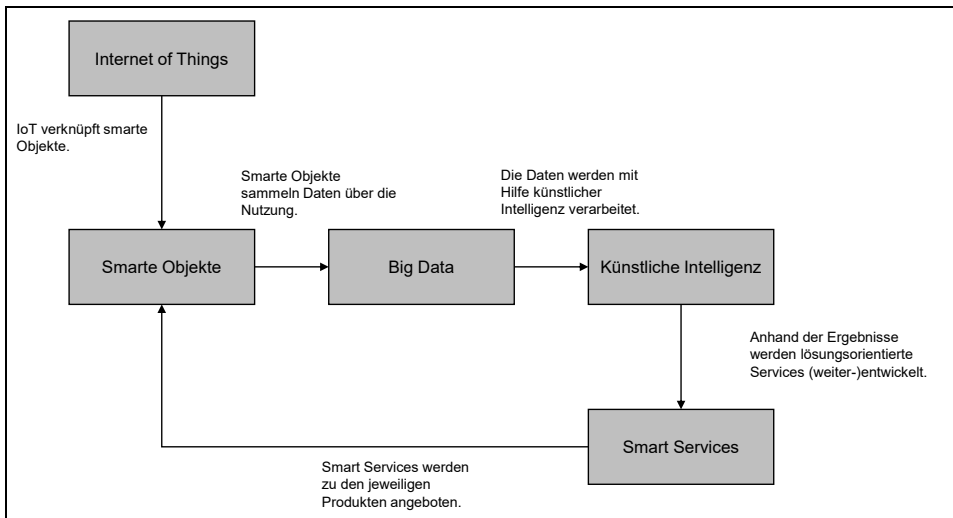 Internet of Things
IoT verknüpft smarte
Objekte.
Smarte Objekte
sammeln Daten über die
Nutzung.
Die Daten werden mit
Hilfe künstlicher
Intelligenz verarbeitet.
Smarte Objekte
Big Data
Künstliche Intelligenz
Anhand der Ergebnisse
werden lösungsorientierte
Services (weiter-)entwickelt.
Smart Services
Smart Services werden
zu den jeweiligen
Produkten angeboten.